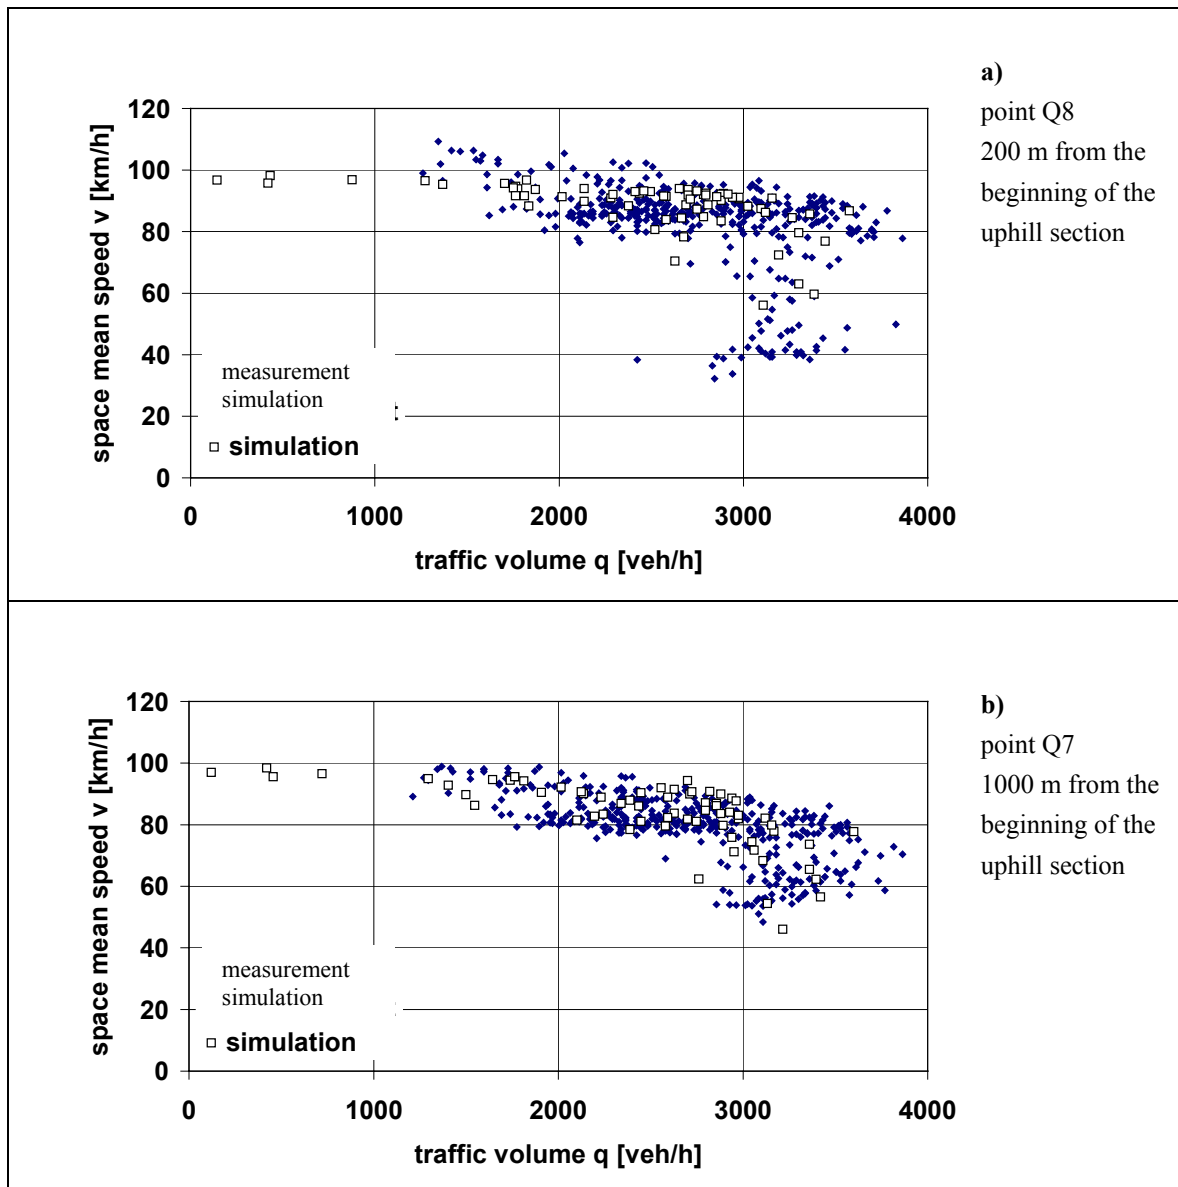 a)
point Q8
200 m from the
beginning of the
uphill section
space mean speed v [km/h]
120
100
80
60
40
20
0
measurement
simulation
simulation
0 1000 2000 3000 4000
traffic volume q [veh/h]
b)
point Q7
1000 m from the
beginning of the
uphill section
space mean speed v [km/h]
120
100
80
60
40
20
0
measurement
simulation
simulation
0 1000 2000 3000 4000
traffic volume q [veh/h]